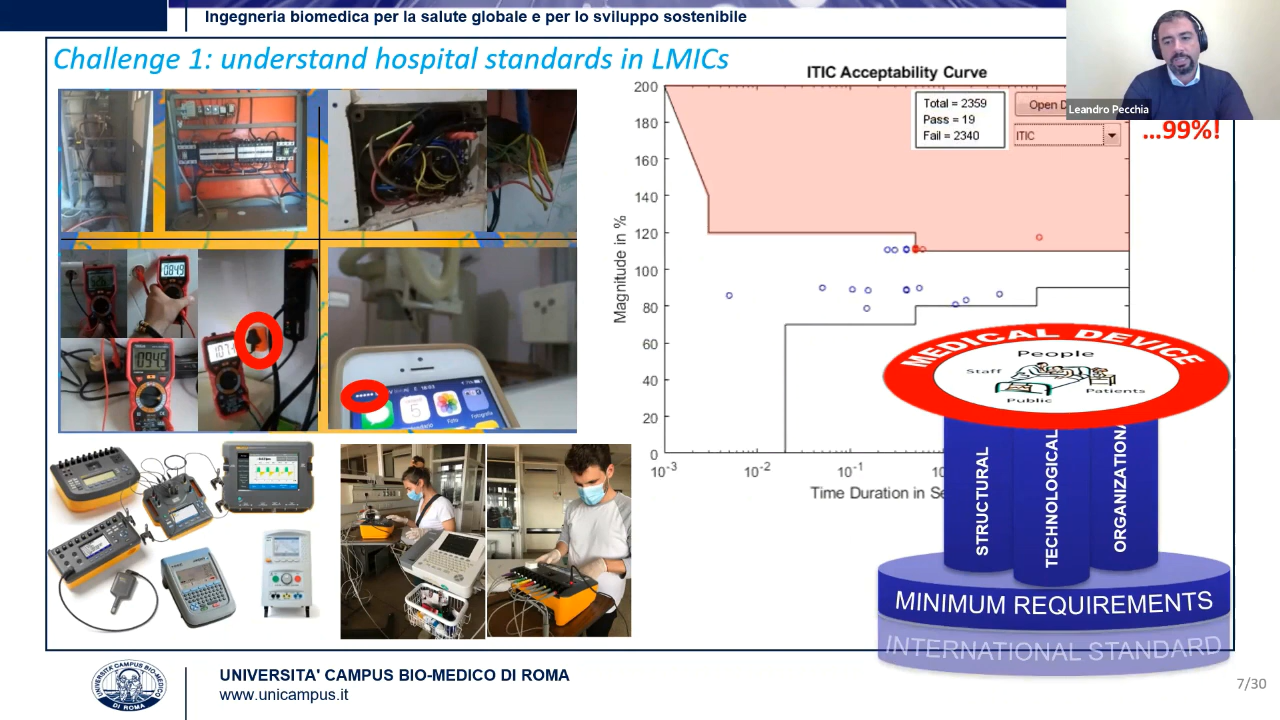 Ingegneria biomedica per la salute globale e per lo sviluppo sostenibile
Challenge 1: understand hospital standards in LMICs
Leandro Pecchia
...99%!
ITIC Acceptability Curve
Total = 2359
Pass = 19
Fail = 2340
Open D
ITIC
Magnitude in %
200
180
160
140
120
100
80
60
40
20
0
10-3
10-2
10-1
Time Duration in Se
MEDICAL DEVICE
People
Staff
Patients
Public
STRUCTURAL
TECHNOLOGICAL
ORGANIZATIONA
MINIMUM REQUIREMENTS
INTERNATIONAL STANDARD
UNIVERSITA' CAMPUS BIO-MEDICO DI ROMA
www.unicampus.it
7/30